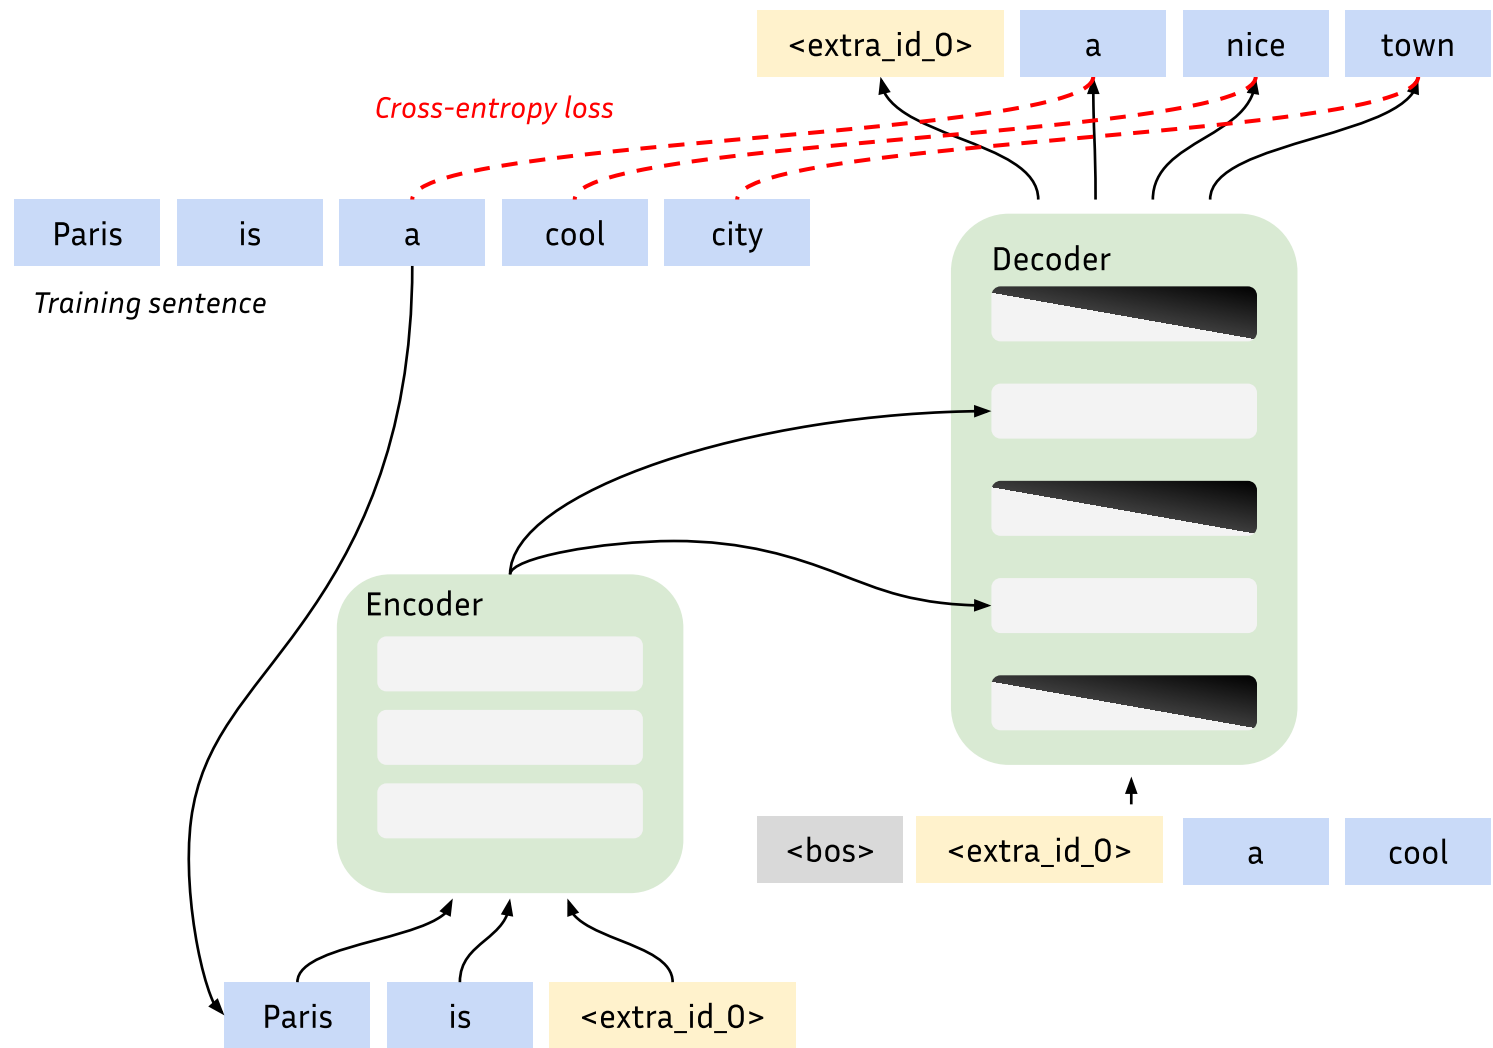 <extra_id_0> a nice town
Cross-entropy loss
Paris is a cool city
Training sentence
Decoder
Encoder
<bos> <extra_id_0> a cool
Paris is <extra_id_0>